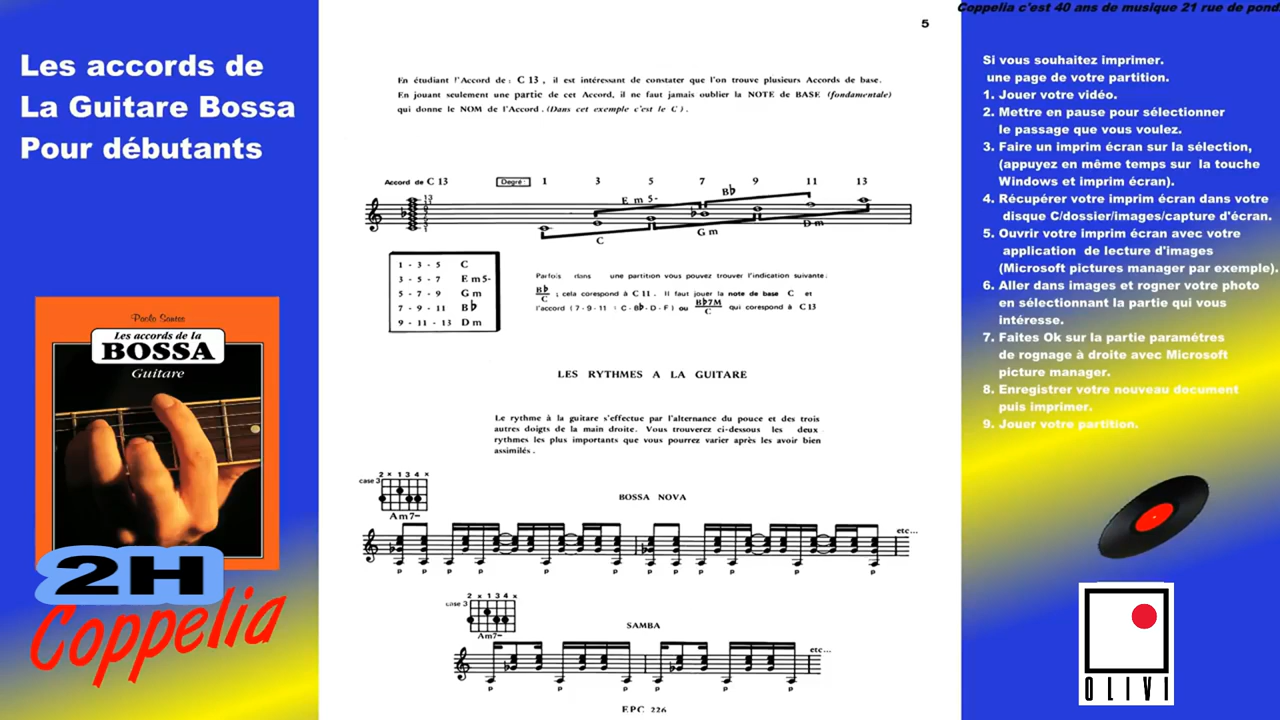 Coppelia c'est 40 ans de musique 21 rue de pond
Les accords de
La Guitare Bossa
Pour débutants
Paolo Santos
Les accords de la
BOSSA
Guitare
2H
Coppelia
5
En étudiant l'Accord de : C 13 , il est intéressant de constater que l'on trouve plusieurs Accords de base.
En jouant seulement une partie de cet Accord, il ne faut jamais oublier la NOTE de BASE (fondamentale)
qui donne le NOM de l'Accord . (Dans cet exemple c'est le C ) .
Accord de C 13 Degré: 1 3 5 7 9 11 13
E m 5- B♭
C G m D m
1 - 3 - 5 C
3 - 5 - 7 E m5-
5 - 7 - 9 G m
7 - 9 - 11 B♭
9 - 11 - 13 D m
Parfois dans une partition vous pouvez trouver l'indication suivante:
B♭/C ; cela corespond à C 11 . Il faut jouer la note de base C et
l'accord ( 7 - 9 - 11 : C - B♭ - D - F ) ou B♭7M/C qui corespond à C 13
LES RYTHMES A LA GUITARE
Le rythme à la guitare s'effectue par l'alternance du pouce et des trois
autres doigts de la main droite. Vous trouverez ci-dessous les deux
rythmes les plus importants que vous pourrez varier après les avoir bien
assimilés .
2 x 1 3 4 x
case 3
Am7-
BOSSA NOVA
etc...
P P P P P P P P P P P
2 x 1 3 4 x
case 3
Am7-
SAMBA
etc...
P P P P P P
EPC 226
Si vous souhaitez imprimer.
une page de votre partition.
1. Jouer votre vidéo.
2. Mettre en pause pour sélectionner
le passage que vous voulez.
3. Faire un imprim écran sur la sélection,
(appuyez en même temps sur la touche
Windows et imprim écran).
4. Récupérer votre imprim écran dans votre
disque C/dossier/images/capture d'écran.
5. Ouvrir votre imprim écran avec votre
application de lecture d'images
(Microsoft pictures manager par exemple).
6. Aller dans images et rogner votre photo
en sélectionnant la partie qui vous
intéresse.
7. Faites Ok sur la partie paramétres
de rognage à droite avec Microsoft
picture manager.
8. Enregistrer votre nouveau document
puis imprimer.
9. Jouer votre partition.
OLIVI